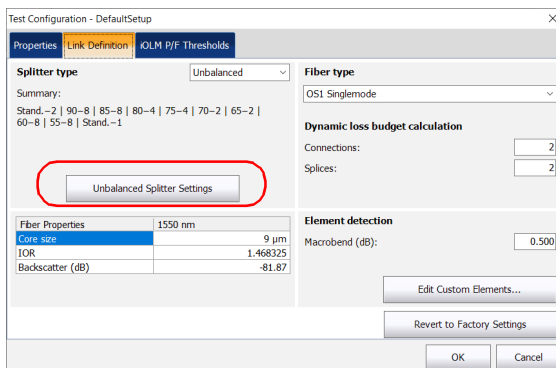 Test Configuration - DefaultSetup
Properties
Link Definition
iOLM P/F Thresholds
Splitter type
Unbalanced
Summary:
Stand.−2 | 90−8 | 85−8 | 80−4 | 75−4 | 70−2 | 65−2 |
60−8 | 55−8 | Stand.−1
Unbalanced Splitter Settings
Fiber Properties 1550 nm
Core size 9 µm
IOR 1.468325
Backscatter (dB) -81.87
Fiber type
OS1 Singlemode
Dynamic loss budget calculation
Connections: 2
Splices: 2
Element detection
Macrobend (dB): 0.500
Edit Custom Elements...
Revert to Factory Settings
OK
Cancel